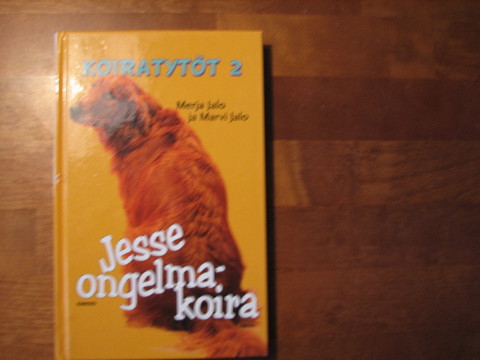 KOIRATYTÖT 2
Merja Jalo
ja Marvi Jalo
Jesse
ongelma-
koira